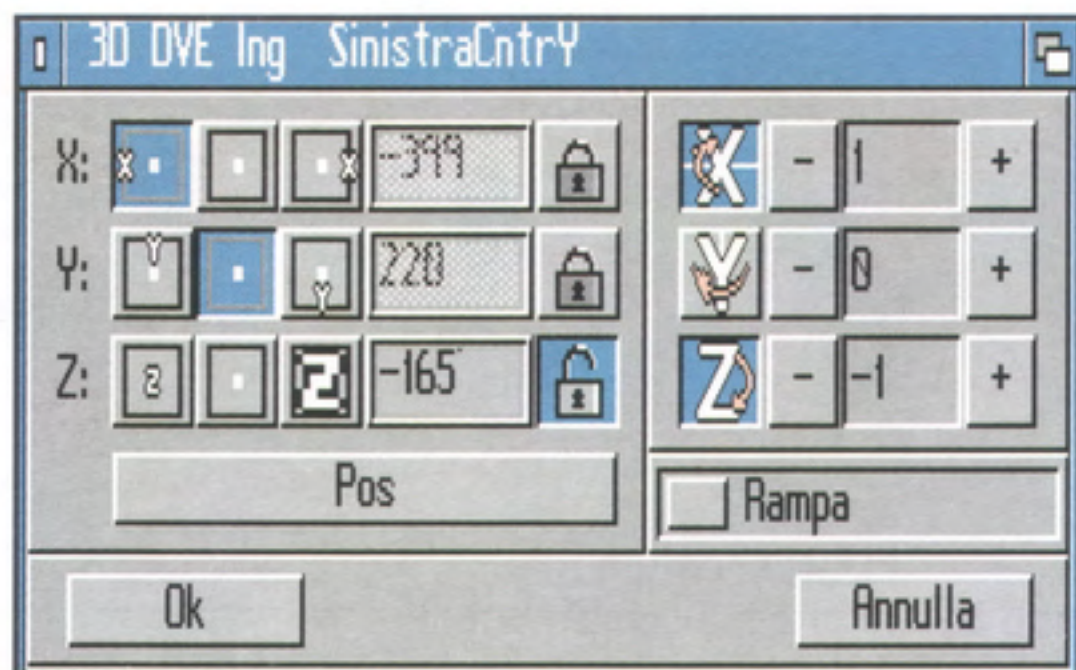 3D DVE Ing SinistraCntrY
X: X X -399 X - 1 +
Y: Y Y 220 Y - 0 +
Z: Z Z -165 Z - -1 +
Pos
Rampa
Ok Annulla